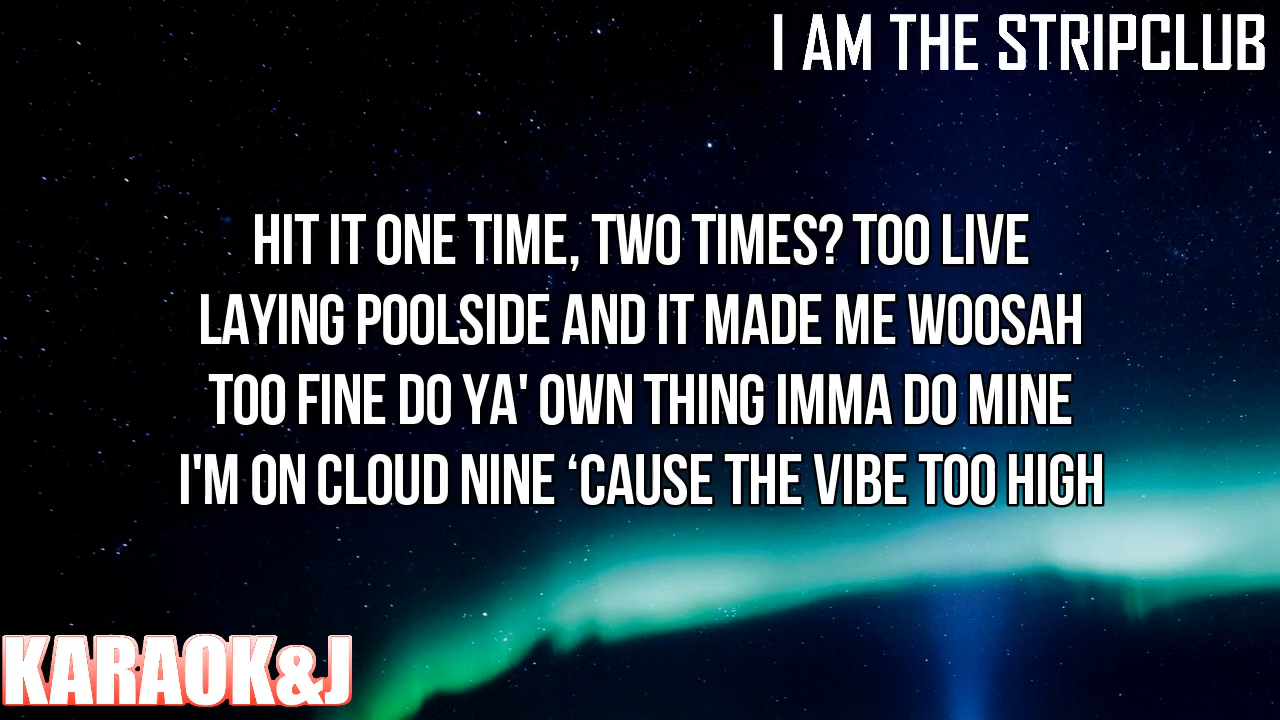 I AM THE STRIPCLUB
HIT IT ONE TIME, TWO TIMES? TOO LIVE
LAYING POOLSIDE AND IT MADE ME WOOSAH
TOO FINE DO YA' OWN THING IMMA DO MINE
I'M ON CLOUD NINE ‘CAUSE THE VIBE TOO HIGH
KARAOK&J